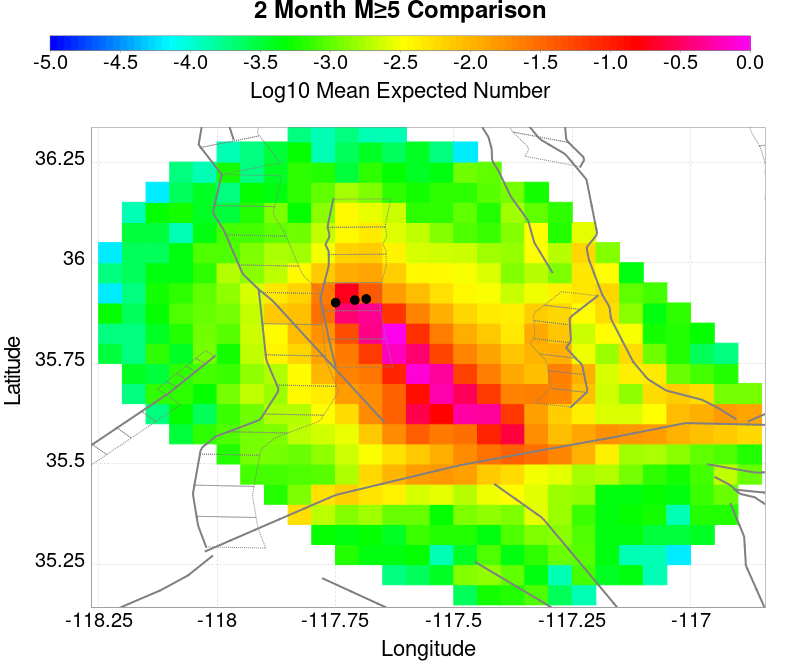 2 Month M≥5 Comparison
-5.0 -4.5 -4.0 -3.5 -3.0 -2.5 -2.0 -1.5 -1.0 -0.5 0.0
Log10 Mean Expected Number
36.25
36
35.75
35.5
35.25
Latitude
-118.25 -118 -117.75 -117.5 -117.25 -117
Longitude